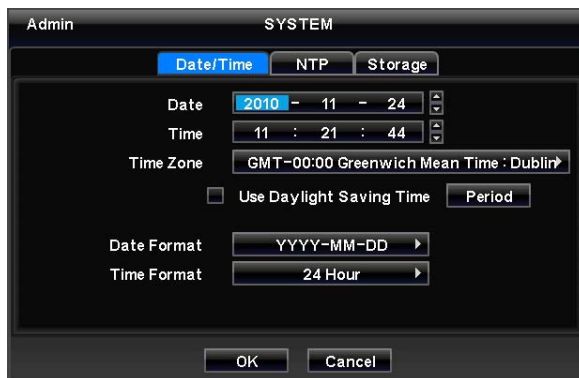 Admin SYSTEM
Date/Time NTP Storage
Date 2010 - 11 - 24
Time 11 : 21 : 44
Time Zone GMT-00:00 Greenwich Mean Time : Dublin
Use Daylight Saving Time Period
Date Format YYYY-MM-DD
Time Format 24 Hour
OK Cancel